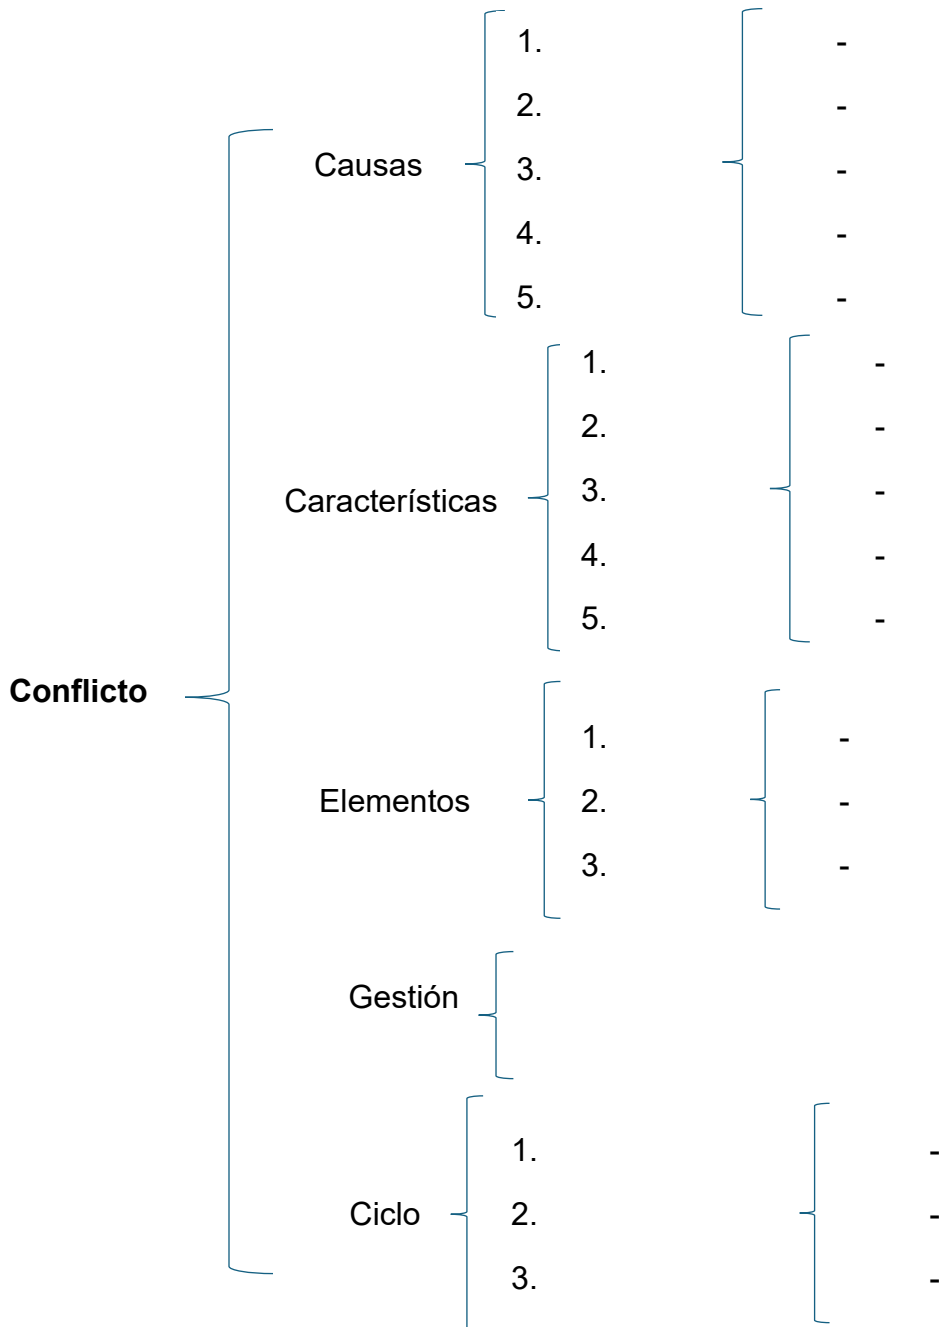 1. -
2. -
Causas 3. -
4. -
5. -
1. -
2. -
Características 3. -
4. -
5. -
Conflicto
1. -
Elementos 2. -
3. -
Gestión
1. -
Ciclo 2. -
3. -